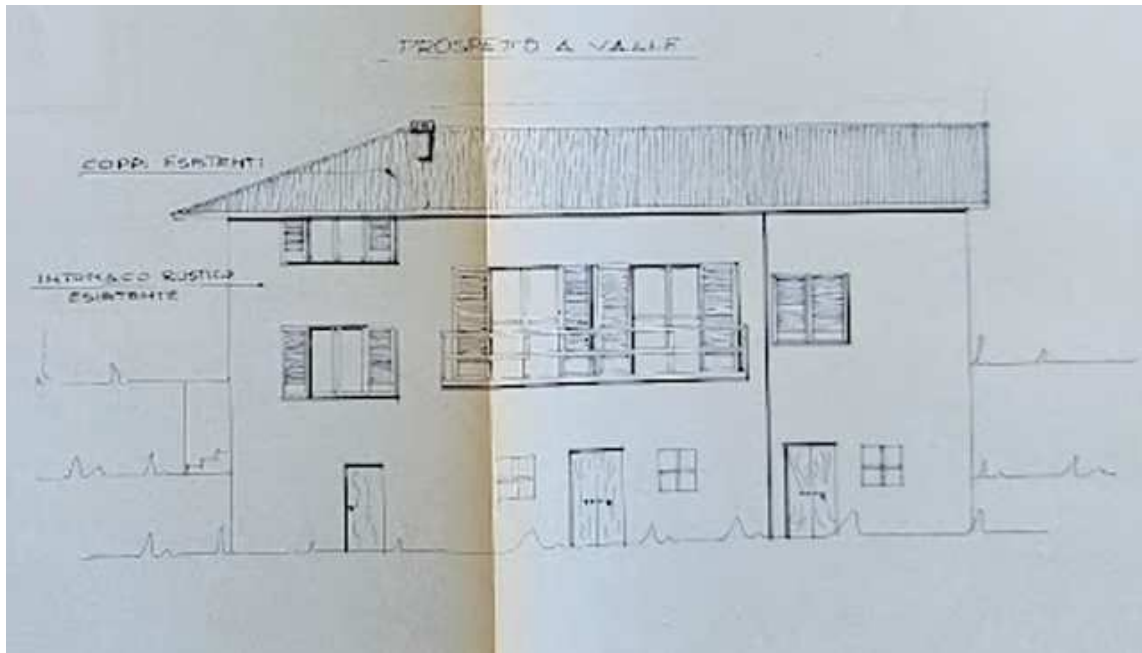 PROSPETTO A VALLE
COPPI ESISTENTI
INTONACO RUSTICO
ESISTENTE